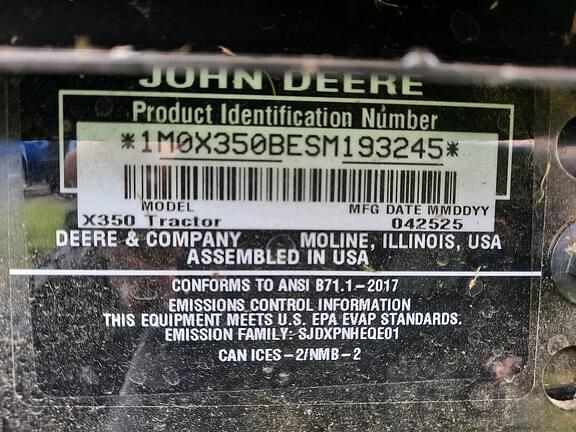 JOHN DEERE
Product Identification Number
*1M0X350BESM193245*
MODEL MFG DATE MMDDYY
X350 Tractor 042525
DEERE & COMPANY MOLINE, ILLINOIS, USA
ASSEMBLED IN USA
CONFORMS TO ANSI B71.1-2017
EMISSIONS CONTROL INFORMATION
THIS EQUIPMENT MEETS U.S. EPA EVAP STANDARDS.
EMISSION FAMILY: SJDXPNHEQE01
CAN ICES-2/NMB-2